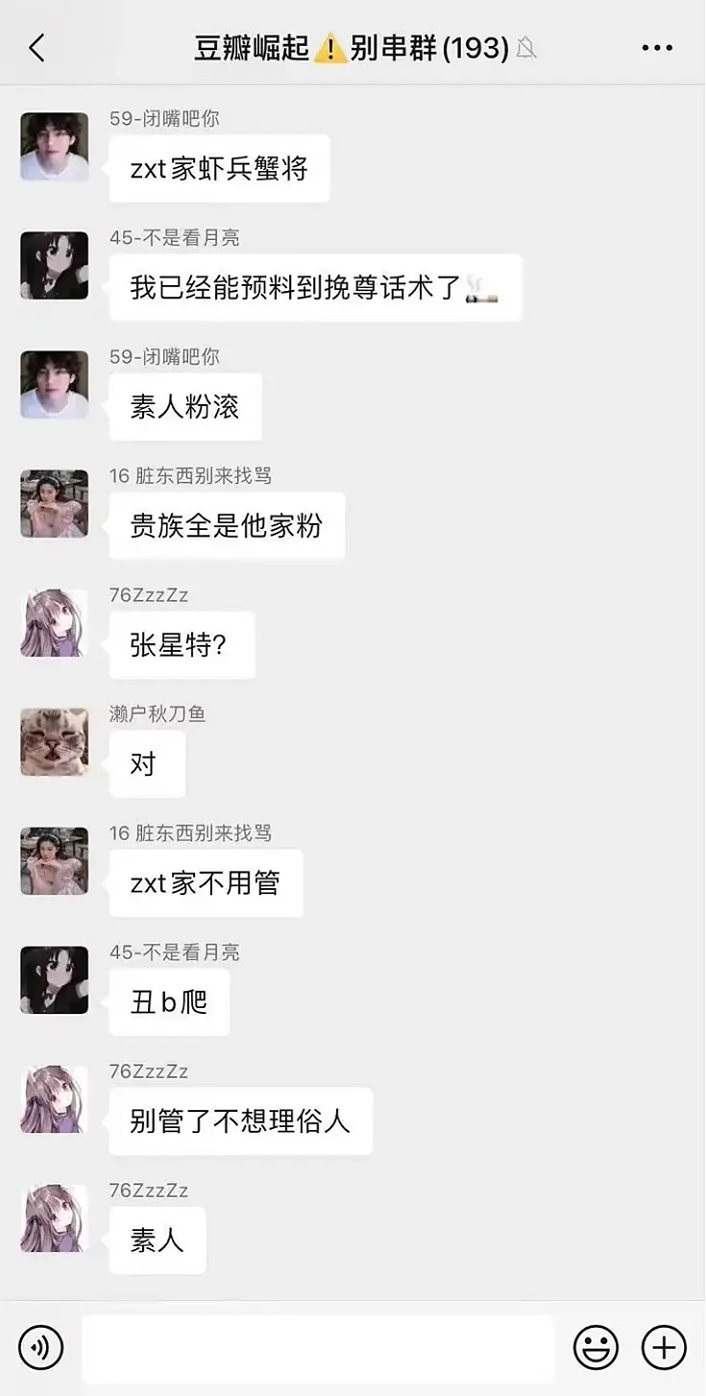 豆瓣崛起⚠️别串群(193)
59-闭嘴吧你
zxt家虾兵蟹将
45-不是看月亮
我已经能预料到挽尊话术了🚬
59-闭嘴吧你
素人粉滚
16 脏东西别来找骂
贵族全是他家粉
76ZzzZz
张星特?
濑户秋刀鱼
对
16 脏东西别来找骂
zxt家不用管
45-不是看月亮
丑b爬
76ZzzZz
别管了不想理俗人
76ZzzZz
素人